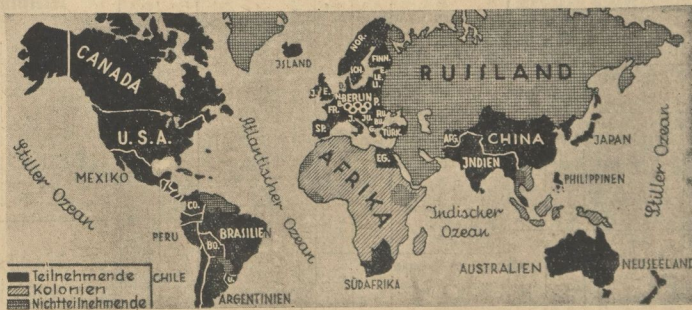 CANADA
U.S.A.
MEXIKO
Stiller Ozean
CO.
PERU
BRASILIEN
BO.
U.
CHILE
ARGENTINIEN
Atlantischer Ozean
ISLAND
NOR.
SCH.
FINN.
E.
BERLIN
P.
FR.
SP.
TÜRK.
EG.
AFRIKA
SÜDAFRIKA
RUSSLAND
AFG.
CHINA
INDIEN
JAPAN
PHILIPPINEN
Indischer
Ozean
Stiller Ozean
AUSTRALIEN
NEUSEELAND
Teilnehmende
Kolonien
Nichtteilnehmende